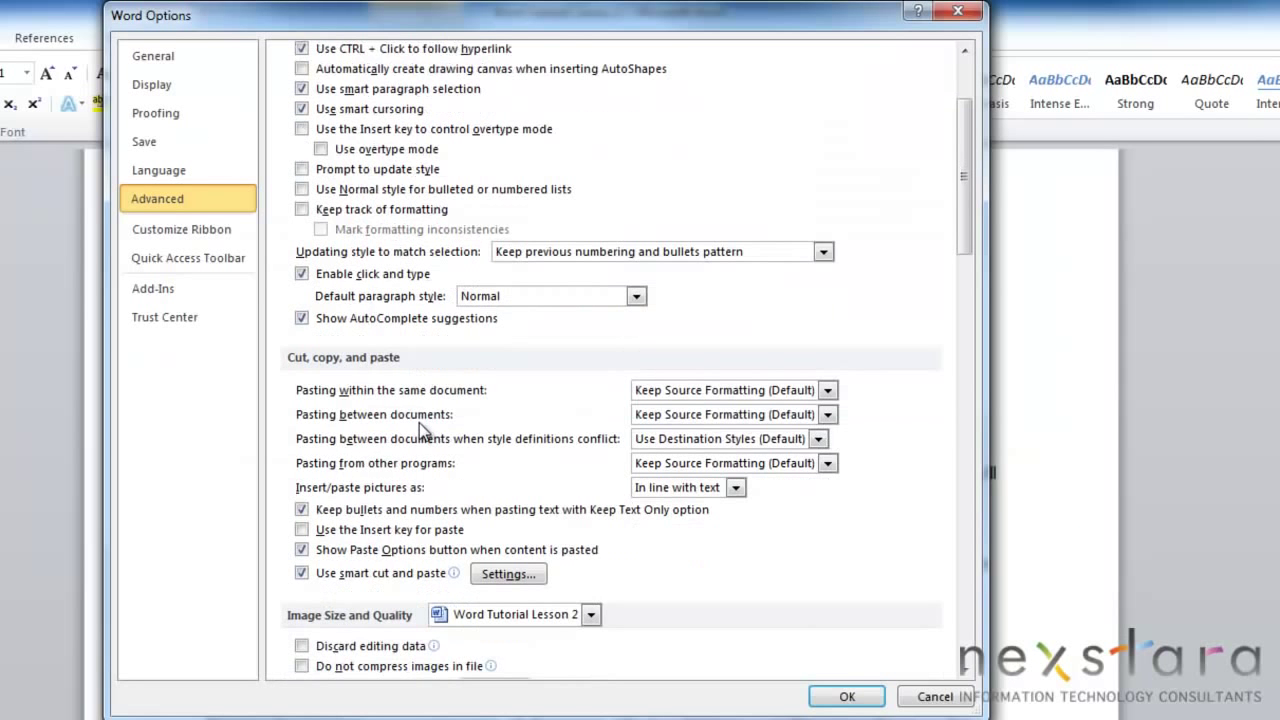 Word Options
References
General
Display
Proofing
Save
Language
Advanced
Customize Ribbon
Quick Access Toolbar
Add-Ins
Trust Center
Use CTRL + Click to follow hyperlink
Automatically create drawing canvas when inserting AutoShapes
Use smart paragraph selection
Use smart cursoring
Use the Insert key to control overtype mode
Use overtype mode
Prompt to update style
Use Normal style for bulleted or numbered lists
Keep track of formatting
Mark formatting inconsistencies
Updating style to match selection: Keep previous numbering and bullets pattern
Enable click and type
Default paragraph style: Normal
Show AutoComplete suggestions
Cut, copy, and paste
Pasting within the same document: Keep Source Formatting (Default)
Pasting between documents: Keep Source Formatting (Default)
Pasting between documents when style definitions conflict: Use Destination Styles (Default)
Pasting from other programs: Keep Source Formatting (Default)
Insert/paste pictures as: In line with text
Keep bullets and numbers when pasting text with Keep Text Only option
Use the Insert key for paste
Show Paste Options button when content is pasted
Use smart cut and paste Settings...
Image Size and Quality Word Tutorial Lesson 2
Discard editing data
Do not compress images in file
OK Cancel
Font
AaBbCcDc AaBbCcDc AaBbCcDc
Intense E... Strong Quote
nexstara
INFORMATION TECHNOLOGY CONSULTANTS